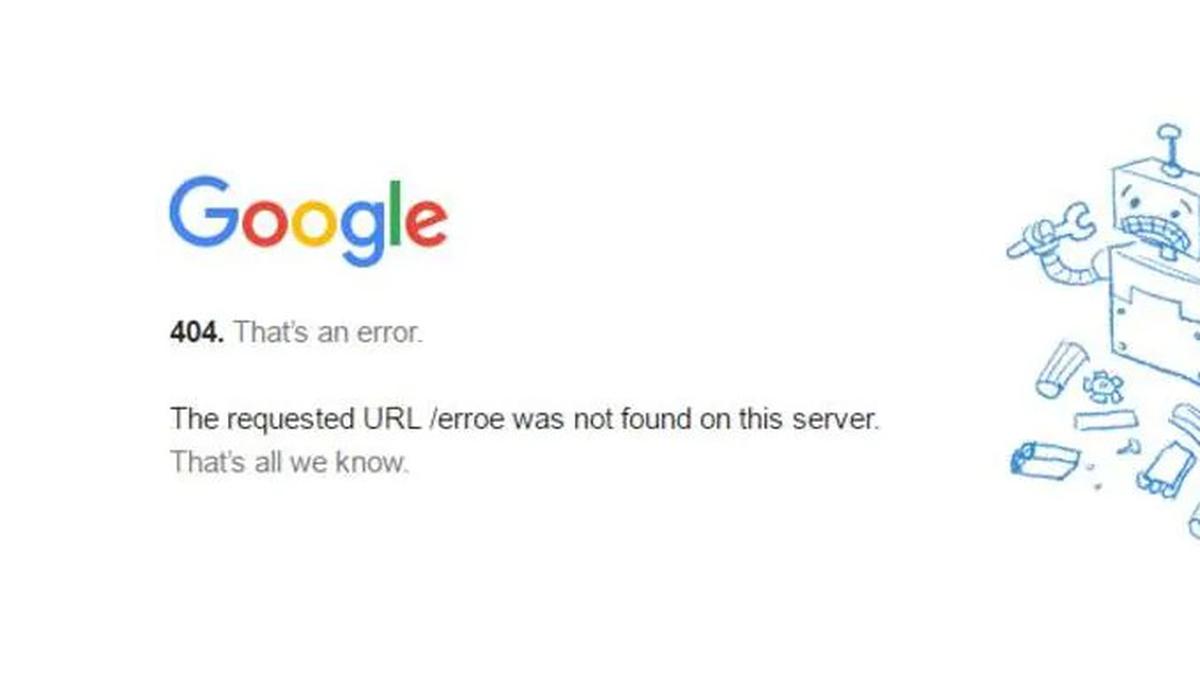 Google
404. That's an error.
The requested URL /erroe was not found on this server.
That's all we know.